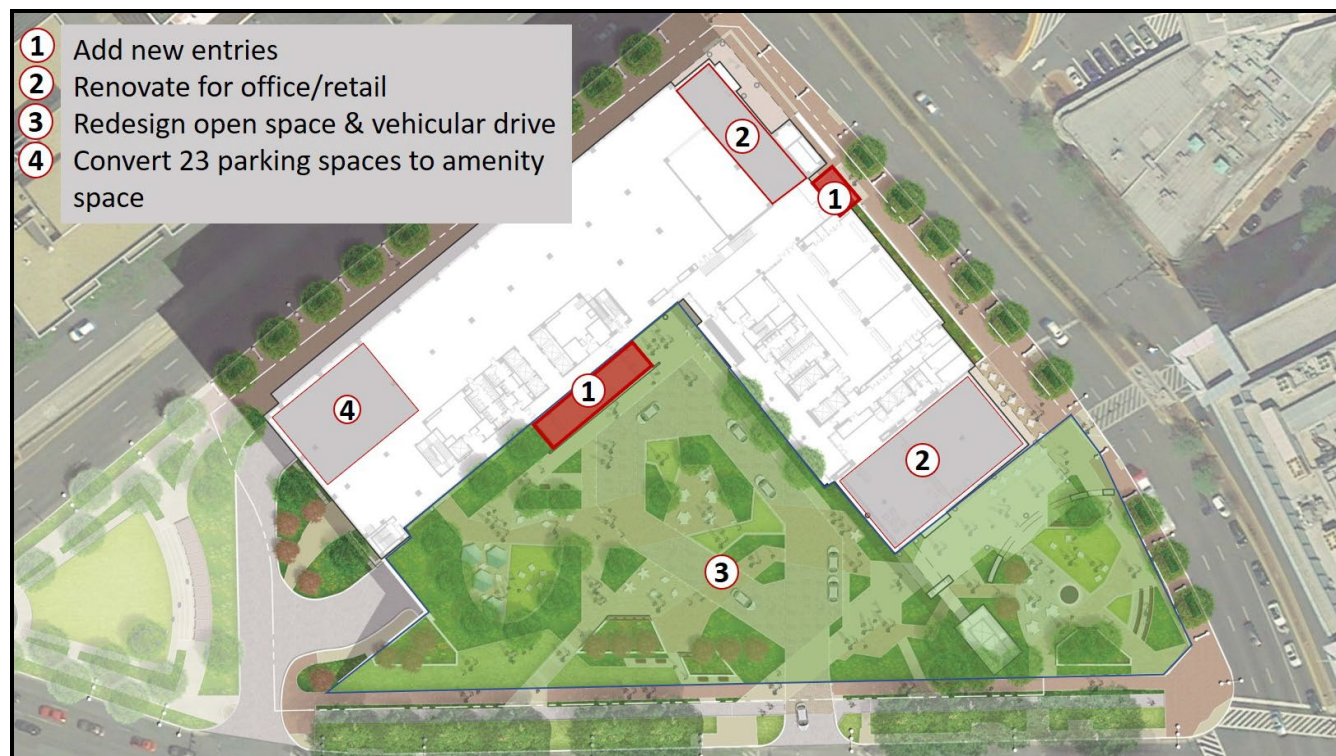 1 Add new entries
2 Renovate for office/retail
3 Redesign open space & vehicular drive
4 Convert 23 parking spaces to amenity
space
2
1
1
4
2
3